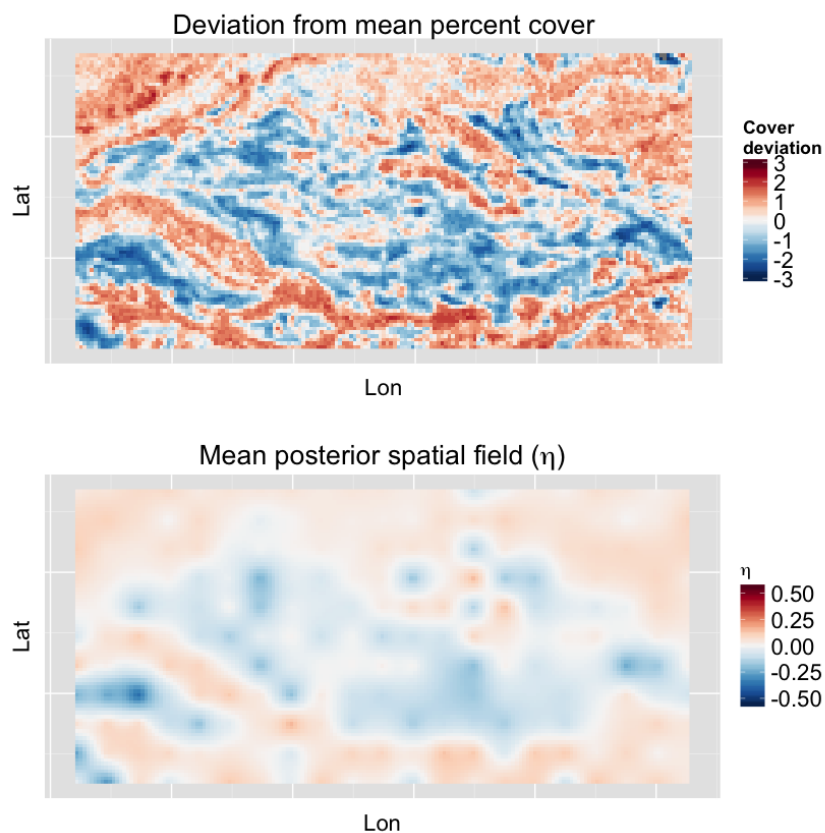 Deviation from mean percent cover
Lat
Cover
deviation
3
2
1
0
-1
-2
-3
Lon
Mean posterior spatial field (η)
Lat
η
0.50
0.25
0.00
-0.25
-0.50
Lon